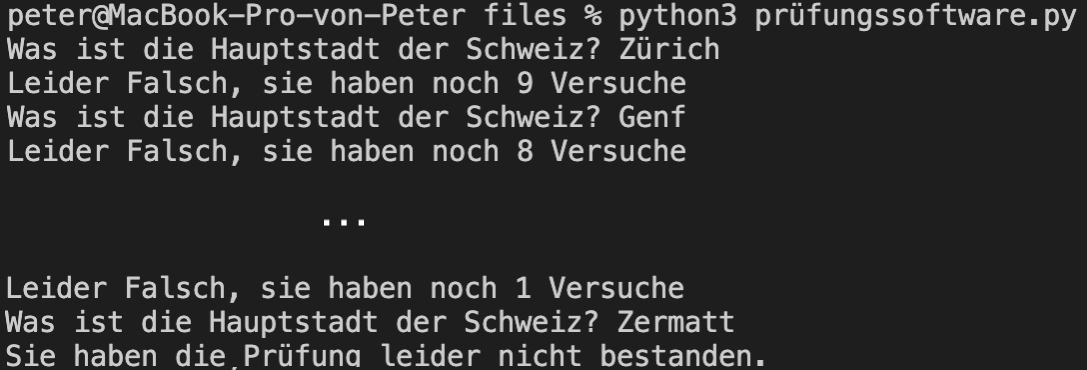 peter@MacBook-Pro-von-Peter files % python3 prüfungssoftware.py
Was ist die Hauptstadt der Schweiz? Zürich
Leider Falsch, sie haben noch 9 Versuche
Was ist die Hauptstadt der Schweiz? Genf
Leider Falsch, sie haben noch 8 Versuche
...
Leider Falsch, sie haben noch 1 Versuche
Was ist die Hauptstadt der Schweiz? Zermatt
Sie haben die Prüfung leider nicht bestanden.